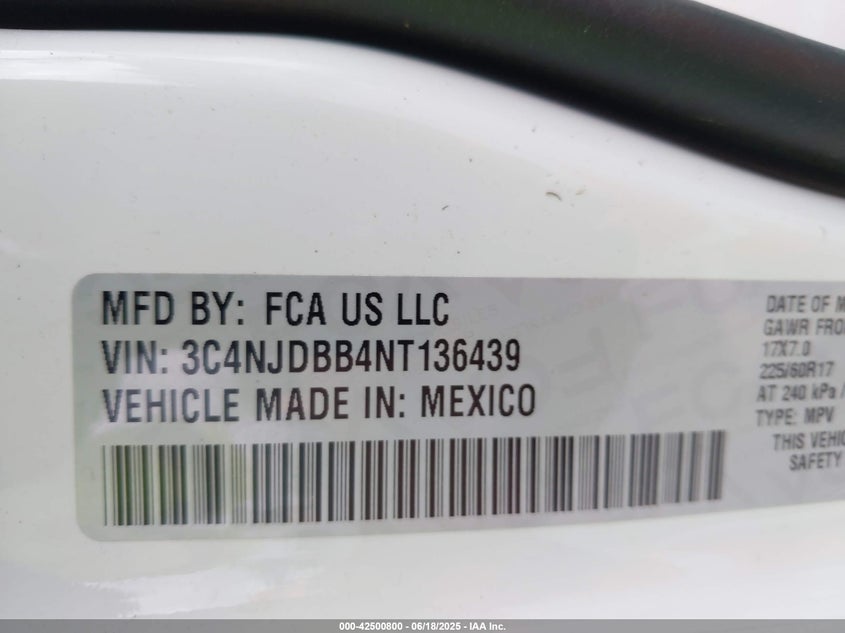 MFD BY: FCA US LLC
VIN: 3C4NJDBB4NT136439
VEHICLE MADE IN: MEXICO
DATE OF M
GAWR FRO
17X7.0
225/60R17
AT 240 kPa /
TYPE: MPV
THIS VEHIC
SAFETY
000-42500800 - 06/18/2025 - IAA Inc.